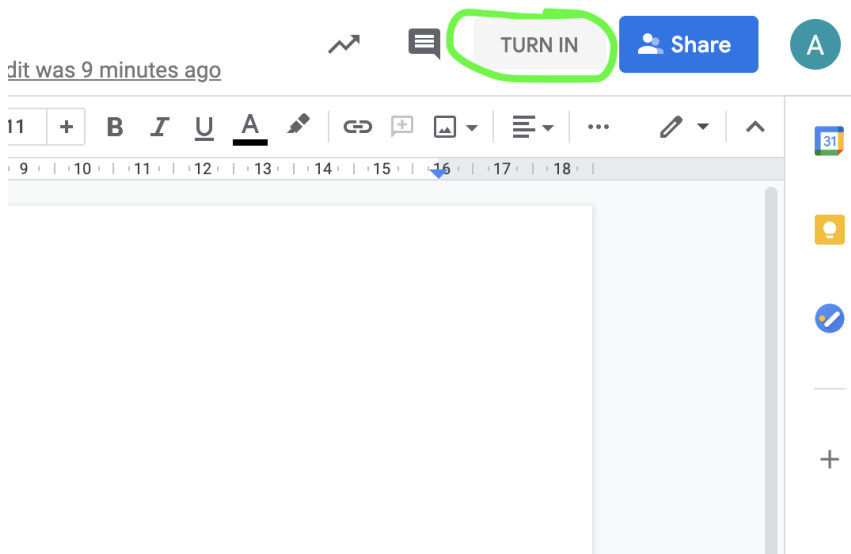 TURN IN Share A
dit was 9 minutes ago
11 + B I U A
9 10 11 12 13 14 15 16 17 18
31